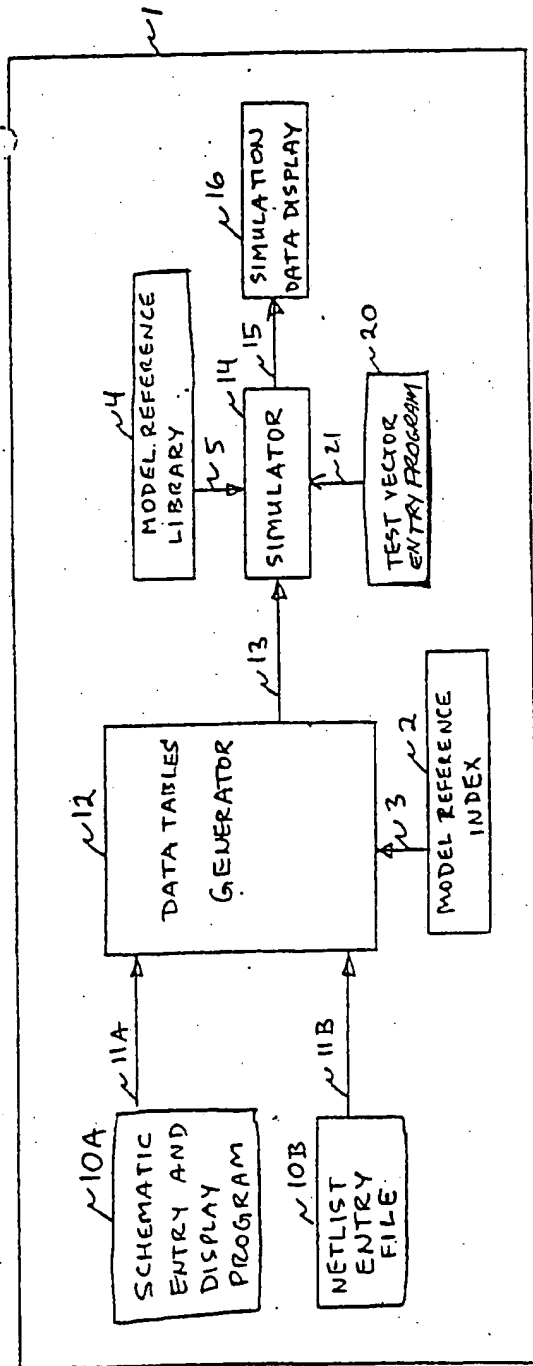 1
10A
SCHEMATIC
ENTRY AND
DISPLAY
PROGRAM
11A
10B
NETLIST
ENTRY
FILE
11B
12
DATA TABLES
GENERATOR
3
2
MODEL REFERENCE
INDEX
13
4
MODEL REFERENCE
LIBRARY
5
14
SIMULATOR
15
16
SIMULATION
DATA DISPLAY
21
20
TEST VECTOR
ENTRY PROGRAM